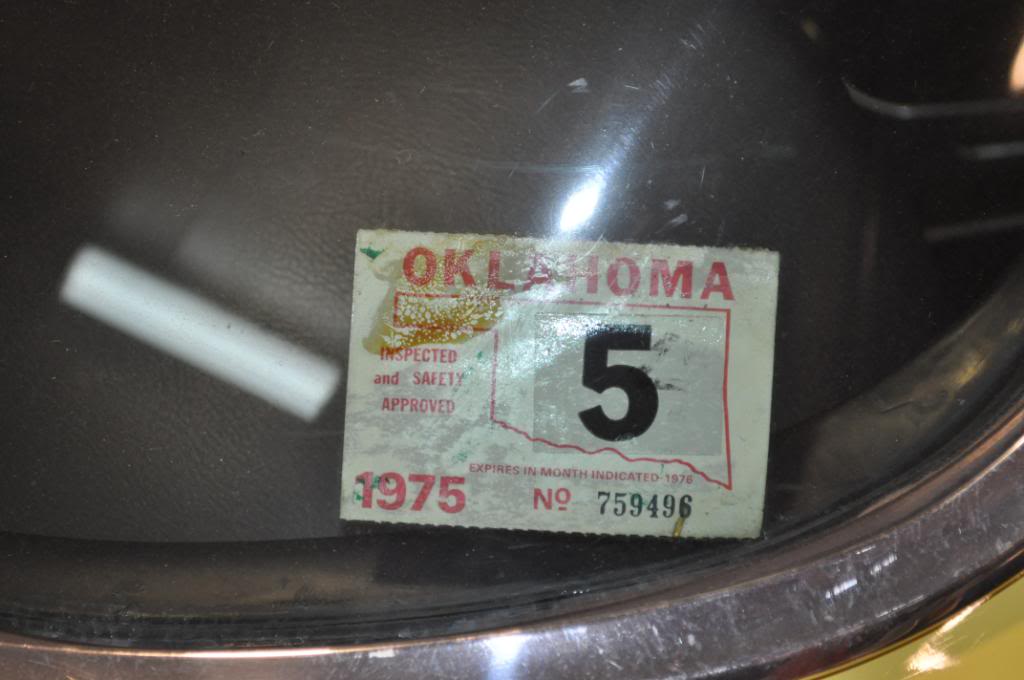 OKLAHOMA
5
INSPECTED
and SAFETY
APPROVED
EXPIRES IN MONTH INDICATED-1976
1975 Nº 759496